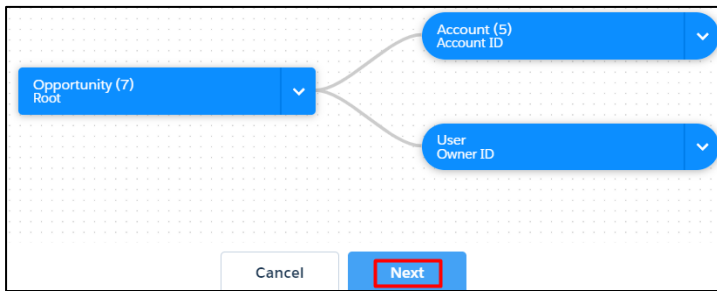 Account (5)
Account ID
Opportunity (7)
Root
User
Owner ID
Cancel
Next